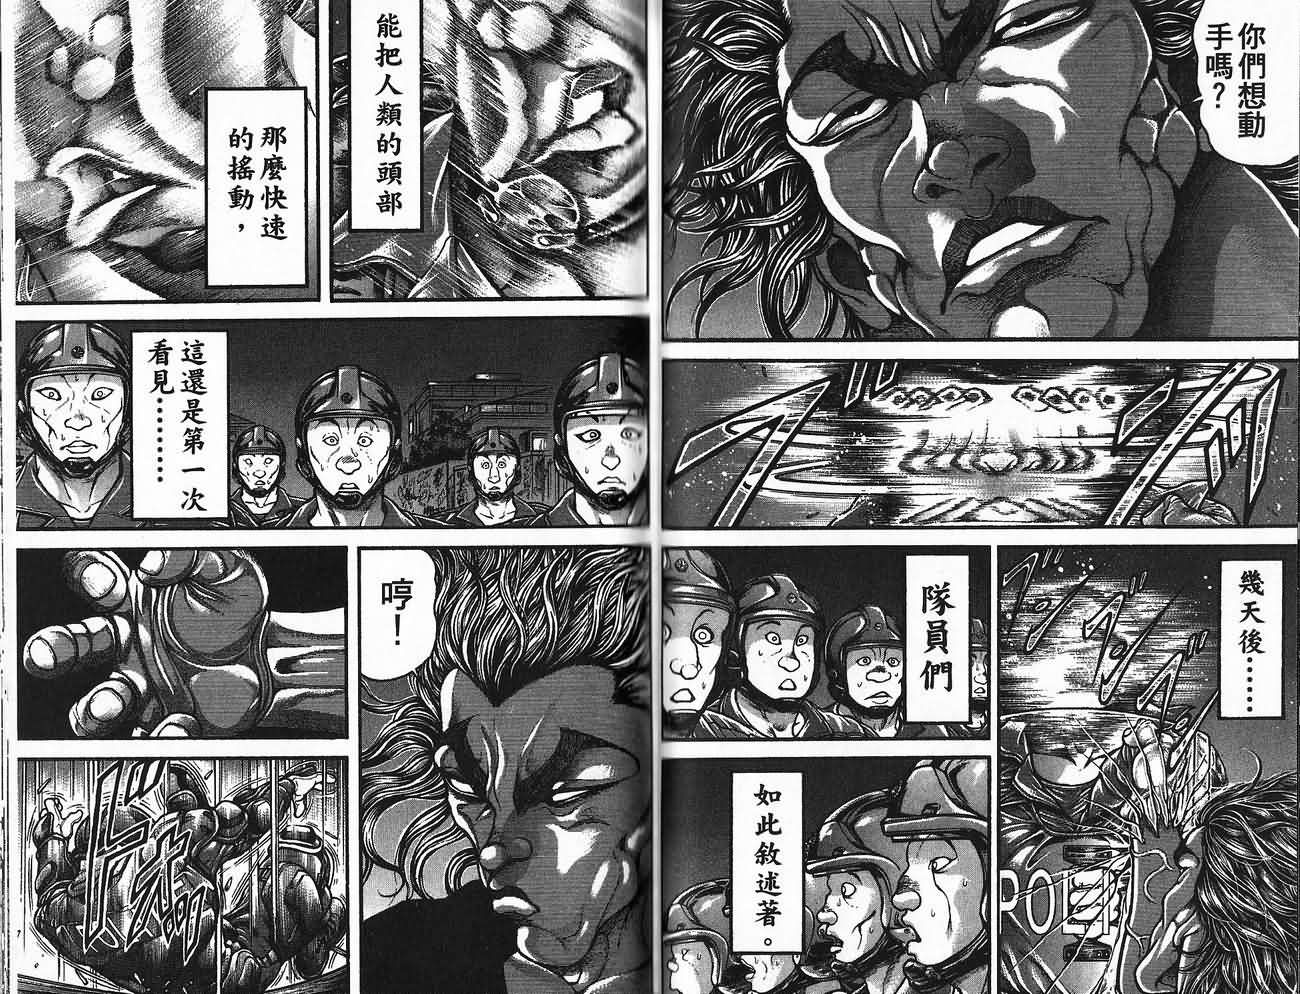 你們想動
手嗎？
幾天後……
POLI
隊員們
如此敘述著。
能把人類的頭部
那麼快速
的搖動，
這還是第一次
看見…………
哼！
7